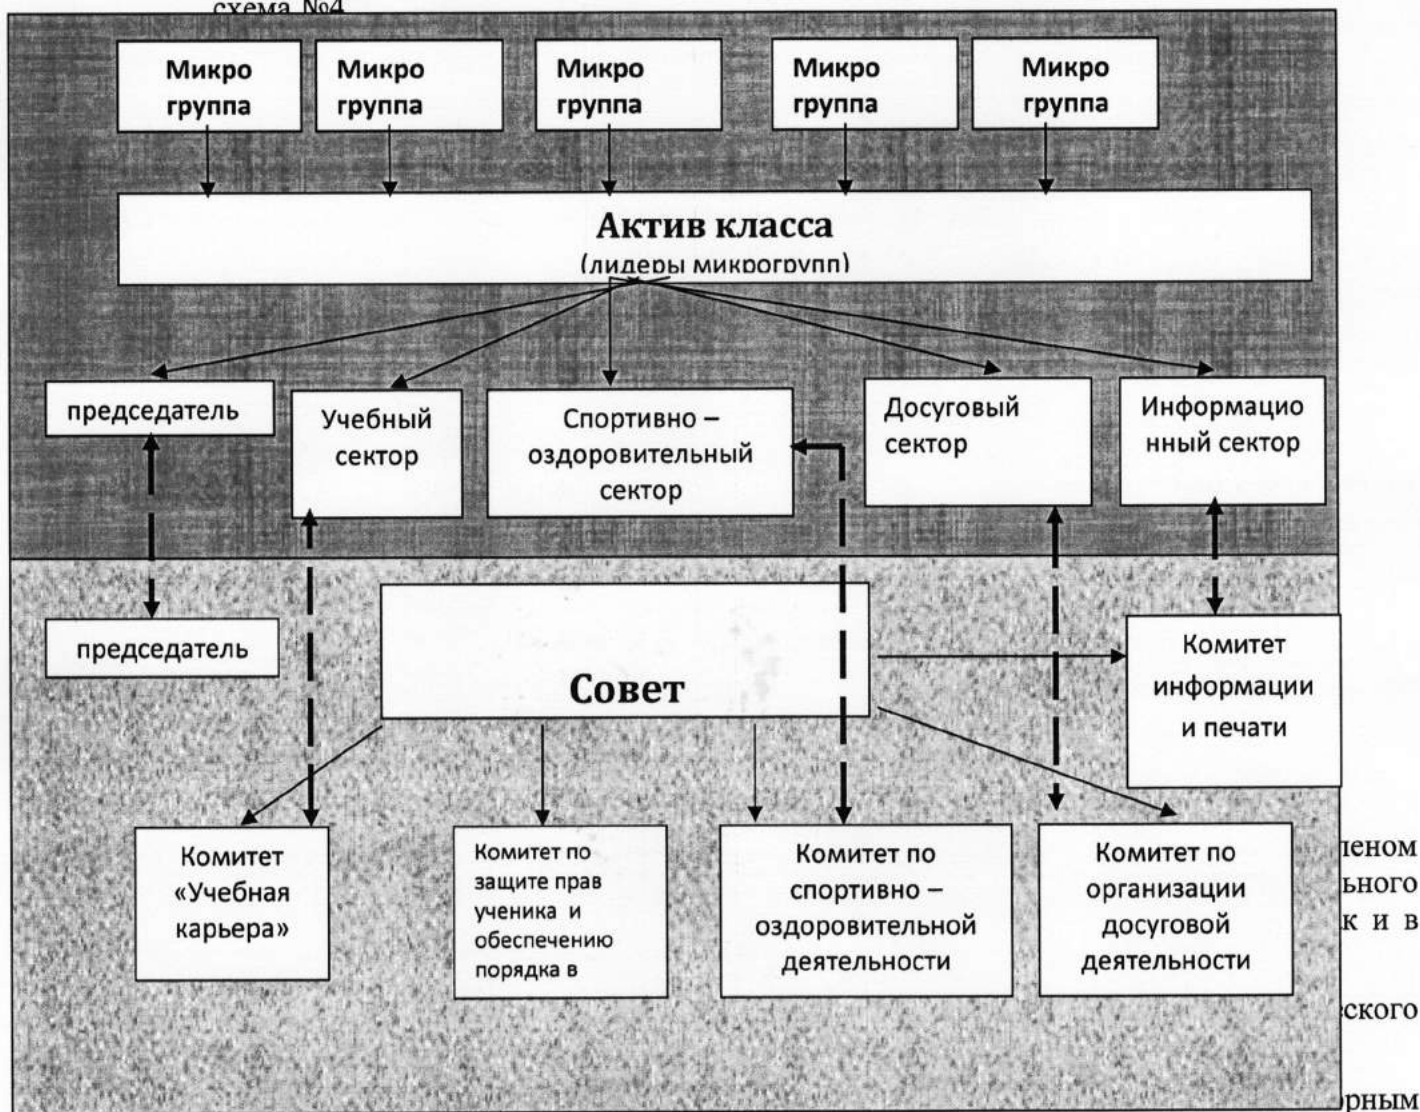 схема №4
Микро группа
Микро группа
Микро группа
Микро группа
Микро группа
Актив класса
(лидеры микрогрупп)
председатель
Учебный
сектор
Спортивно –
оздоровительный
сектор
Досуговый
сектор
Информацио
нный сектор
председатель
Совет
Комитет
информации
и печати
Комитет
«Учебная
карьера»
Комитет по
защите прав
ученика и
обеспечению
порядка в
Комитет по
спортивно –
оздоровительной
деятельности
Комитет по
организации
досуговой
деятельности
леном
ьного
к и в
ского
рным